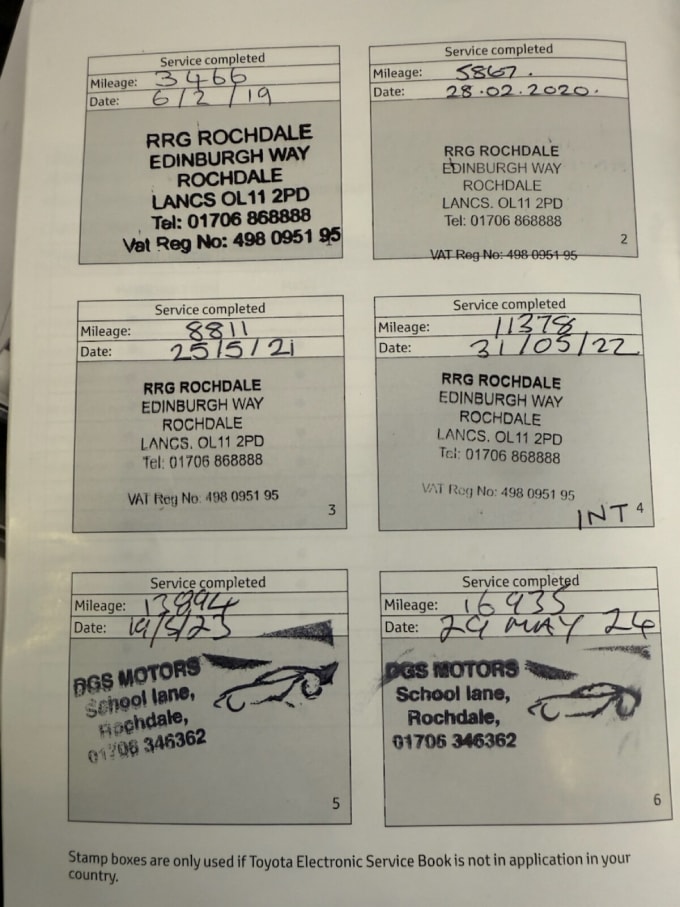 Service completed
Mileage: 3466
Date: 6/2/19
RRG ROCHDALE
EDINBURGH WAY
ROCHDALE
LANCS OL11 2PD
Tel: 01706 868888
Vat Reg No: 498 0951 95
Service completed
Mileage: 5867.
Date: 28.02.2020.
RRG ROCHDALE
EDINBURGH WAY
ROCHDALE
LANCS. OL11 2PD
Tel: 01706 868888
2
VAT Reg No: 498 0951 95
Service completed
Mileage: 8811
Date: 25/5/21
RRG ROCHDALE
EDINBURGH WAY
ROCHDALE
LANCS. OL11 2PD
Tel: 01706 868888
VAT Reg No: 498 0951 95
3
Service completed
Mileage: 11378
Date: 31/05/22
RRG ROCHDALE
EDINBURGH WAY
ROCHDALE
LANCS. OL11 2PD
Tel: 01706 868888
VAT Reg No: 498 0951 95
INT 4
Service completed
Mileage: 13894
Date: 19/5/23
DGS MOTORS
School lane,
Rochdale,
01706 346362
5
Service completed
Mileage: 16935
Date: 29 MAY 24
DGS MOTORS
School lane,
Rochdale,
01706 346362
6
Stamp boxes are only used if Toyota Electronic Service Book is not in application in your
country.